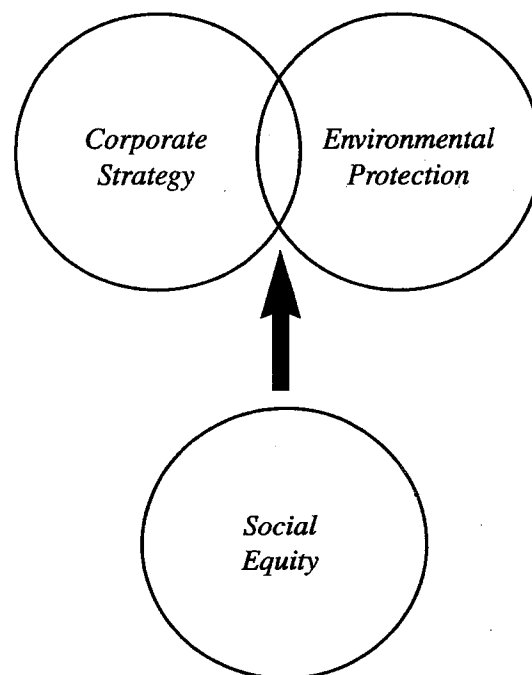 Corporate
Strategy
Environmental
Protection
Social
Equity